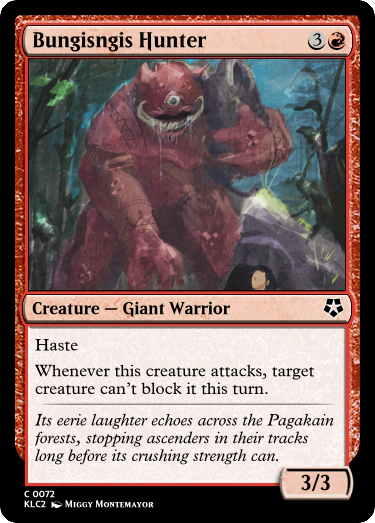 Bungisngis Hunter 3
Creature — Giant Warrior
Haste
Whenever this creature attacks, target
creature can't block it this turn.
Its eerie laughter echoes across the Pagakain
forests, stopping ascenders in their tracks
long before its crushing strength can.
3/3
C 0072
KLC2 Miggy Montemayor